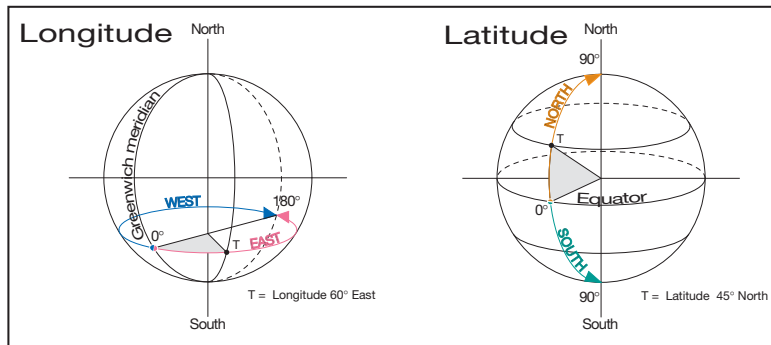 Longitude
North
Greenwich meridian
WEST
180°
0°
T
EAST
T = Longitude 60° East
South
Latitude
North
90°
NORTH
T
Equator
0°
SOUTH
90°
T = Latitude 45° North
South